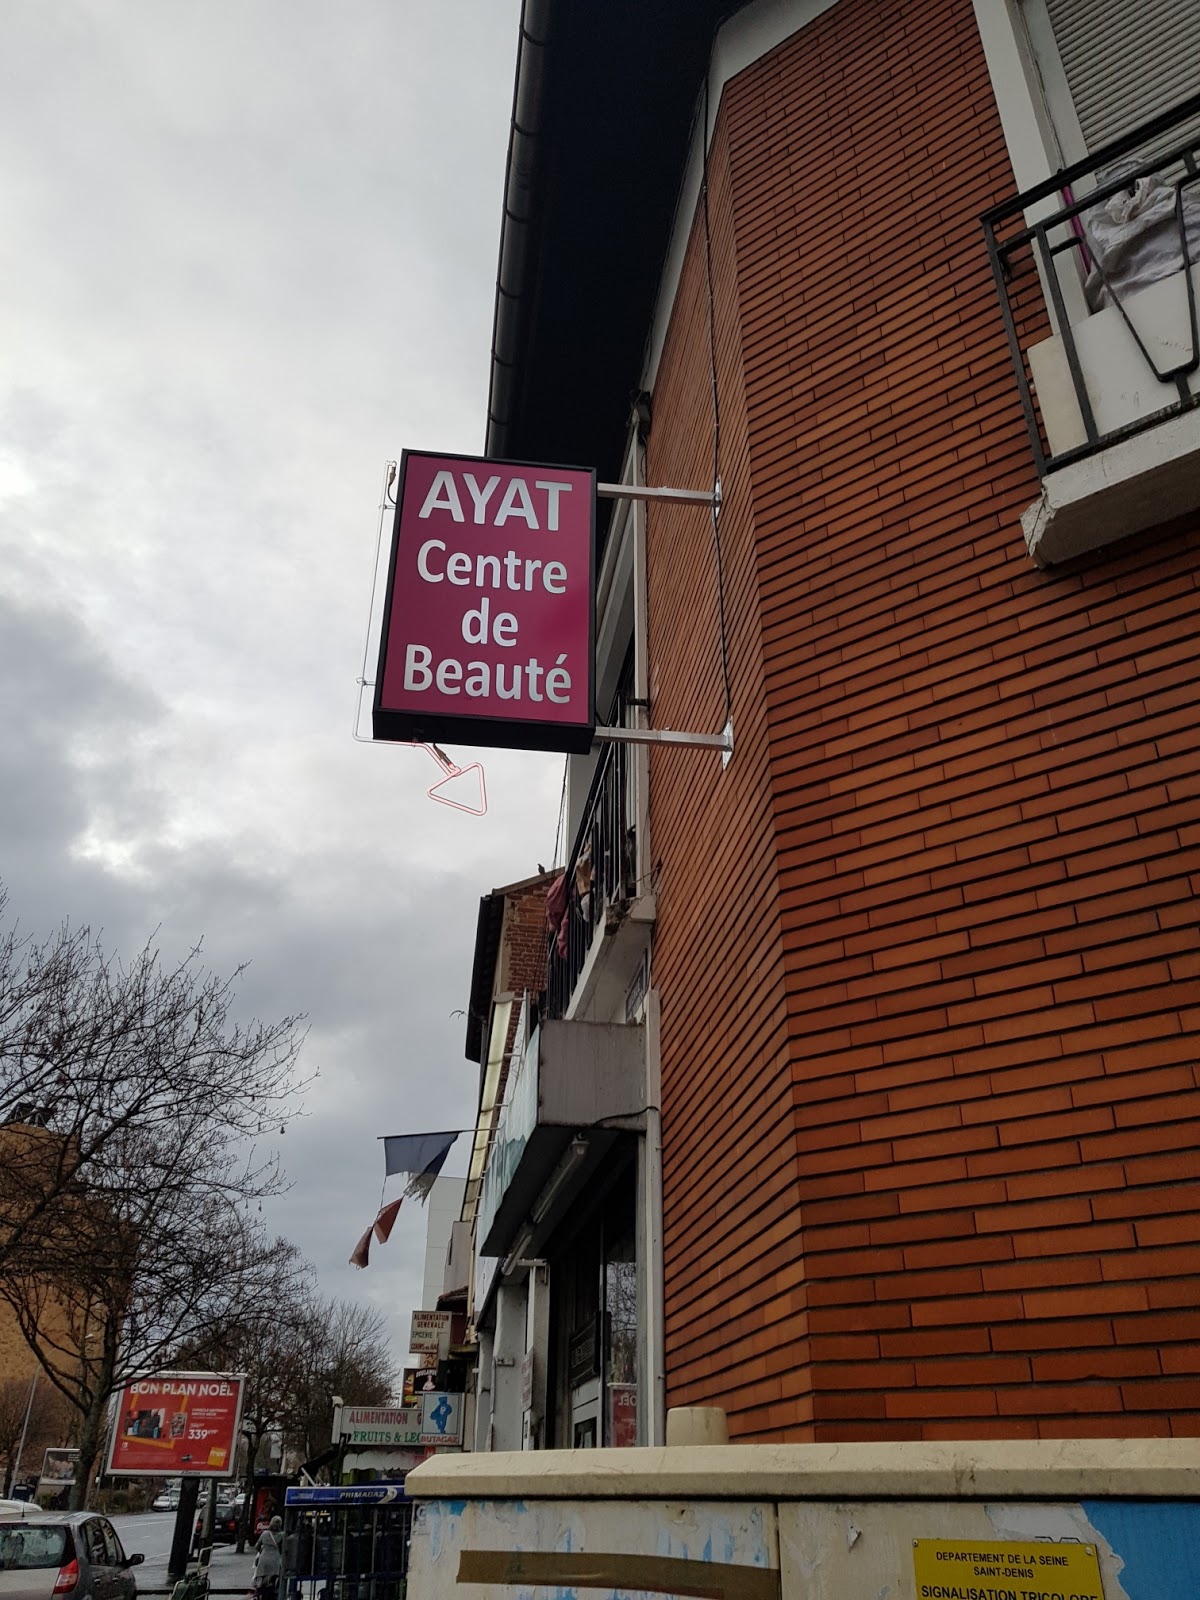 AYAT
Centre
de
Beauté
ALIMENTATION
GENERALE
EPICERIE
BON PLAN NOËL
339
ALIMENTATION
FRUITS & LEG
BUTAGAZ
PRIMAGAZ
DEPARTEMENT DE LA SEINE
SAINT-DENIS
SIGNALISATION TRICOLORE